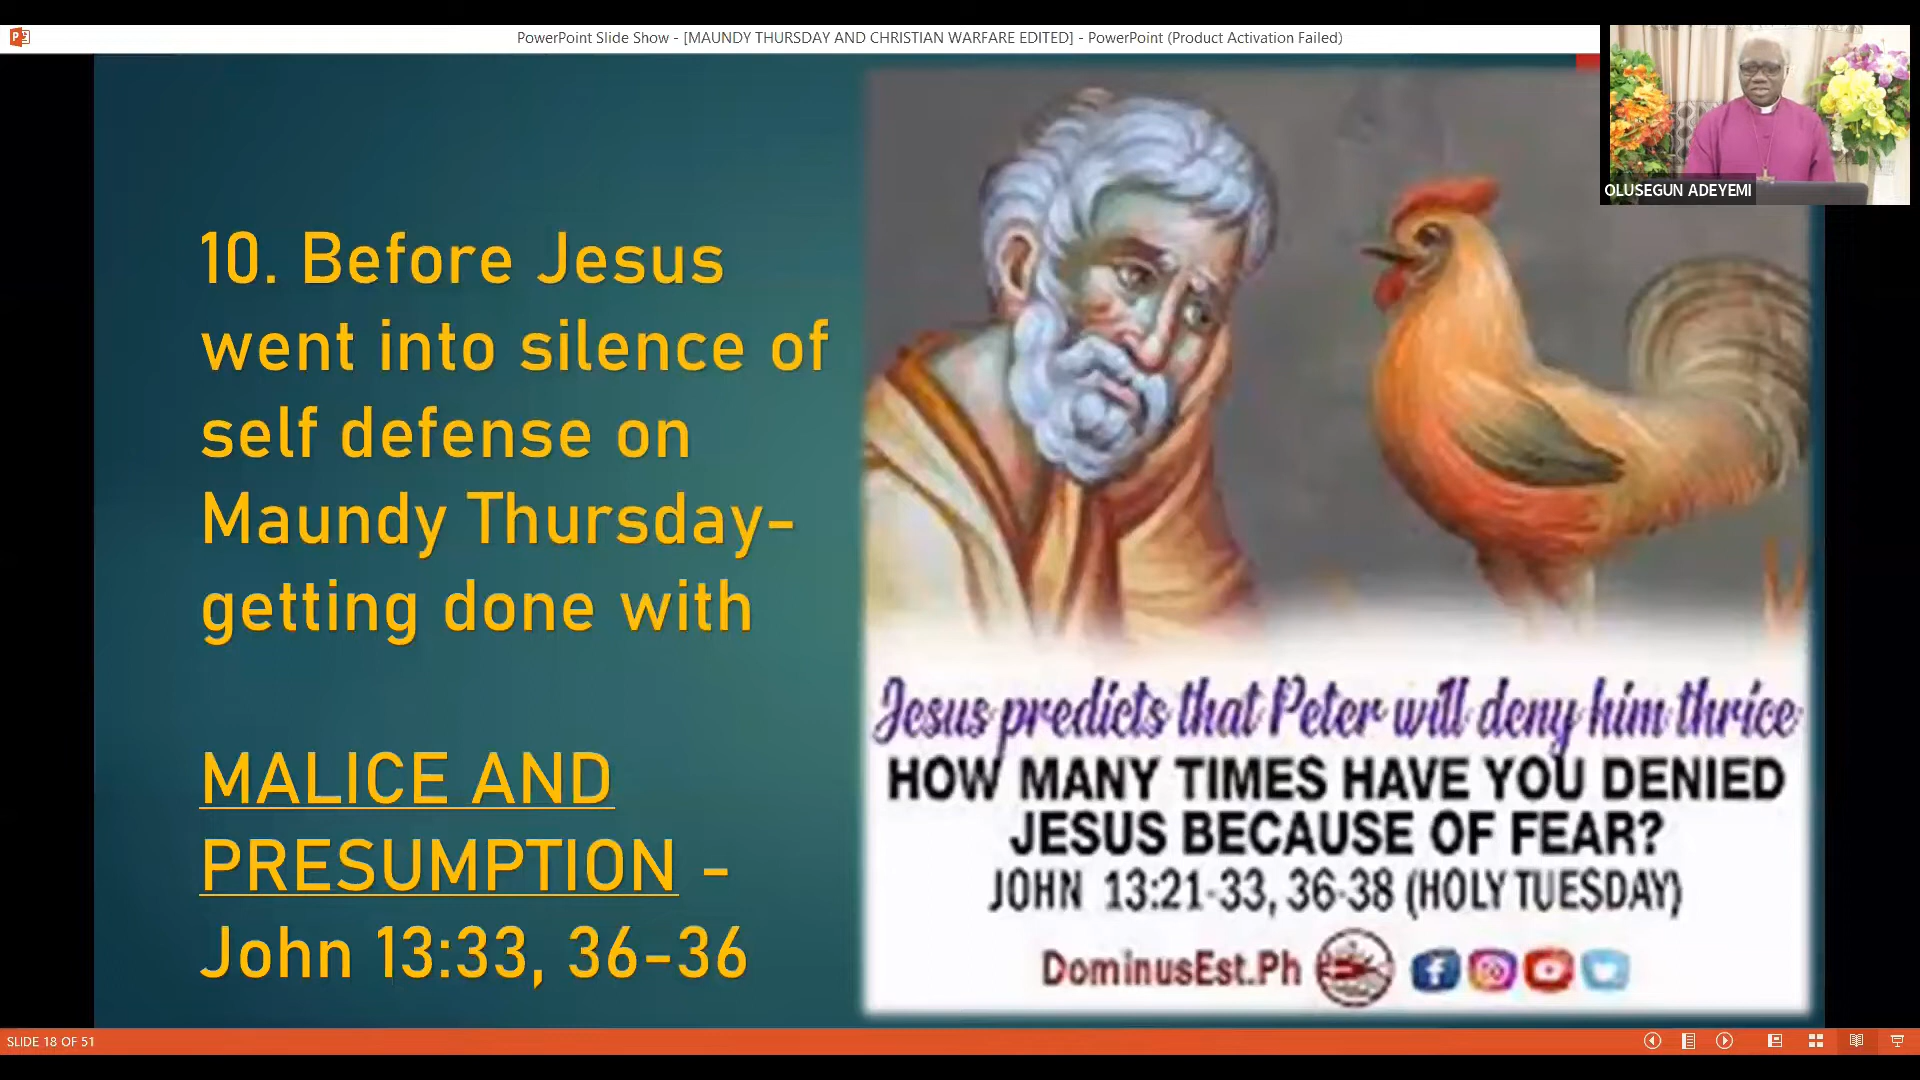 PowerPoint Slide Show - [MAUNDY THURSDAY AND CHRISTIAN WARFARE EDITED] - PowerPoint (Product Activation Failed)
OLUSEGUN ADEYEMI
10. Before Jesus
went into silence of
self defense on
Maundy Thursday-
getting done with
MALICE AND
PRESUMPTION -
John 13:33, 36-36
Jesus predicts that Peter will deny him thrice
HOW MANY TIMES HAVE YOU DENIED
JESUS BECAUSE OF FEAR?
JOHN 13:21-33, 36-38 (HOLY TUESDAY)
DominusEst.Ph
SLIDE 18 OF 51